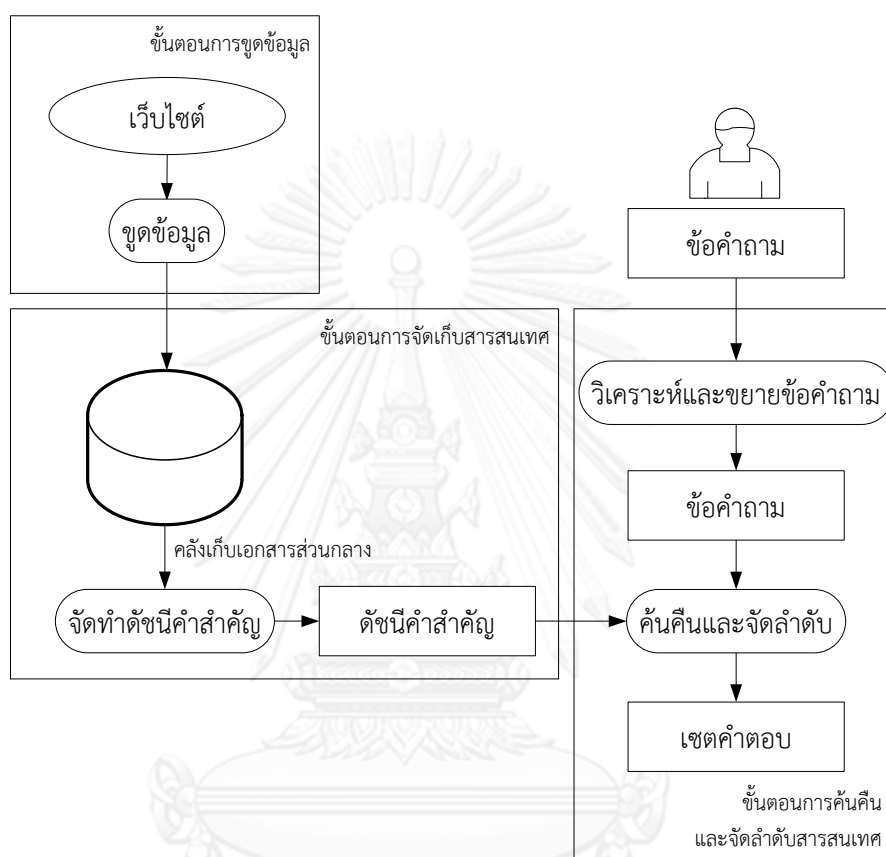 ขั้นตอนการขูดข้อมูล
เว็บไซต์
ขูดข้อมูล
ข้อคำถาม
ขั้นตอนการจัดเก็บสารสนเทศ
วิเคราะห์และขยายข้อคำถาม
ข้อคำถาม
คลังเก็บเอกสารส่วนกลาง
จัดทำดัชนีคำสำคัญ
ดัชนีคำสำคัญ
ค้นคืนและจัดลำดับ
เซตคำตอบ
ขั้นตอนการค้นคืน
และจัดลำดับสารสนเทศ